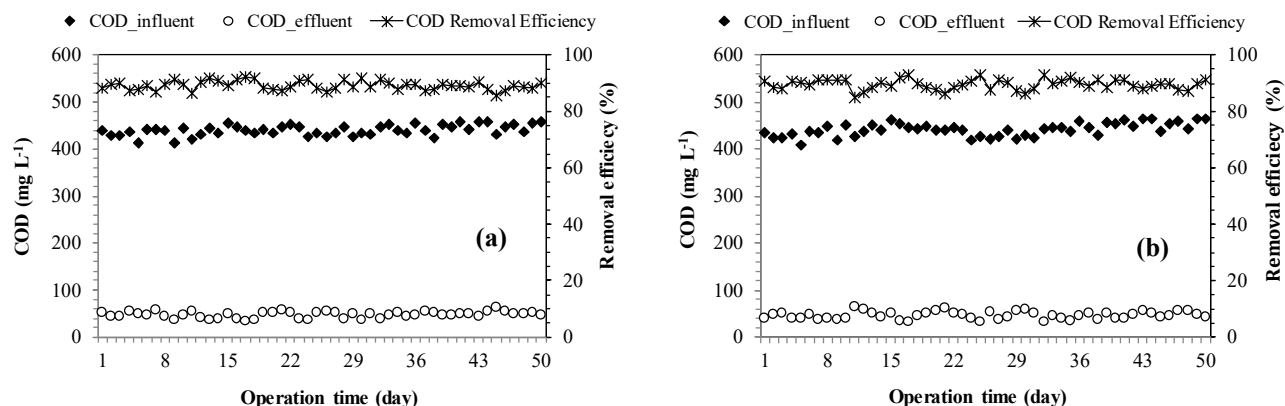 COD_influent COD_effluent COD Removal Efficiency
600
500
400
300
200
100
0
COD (mg L-1)
100
80
60
40
20
0
Removal efficiency (%)
(a)
1 8 15 22 29 36 43 50
Operation time (day)
COD_influent COD_effluent COD Removal Efficiency
600
500
400
300
200
100
0
COD (mg L-1)
100
80
60
40
20
0
Removal efficiecy (%)
(b)
1 8 15 22 29 36 43 50
Operation time (day)